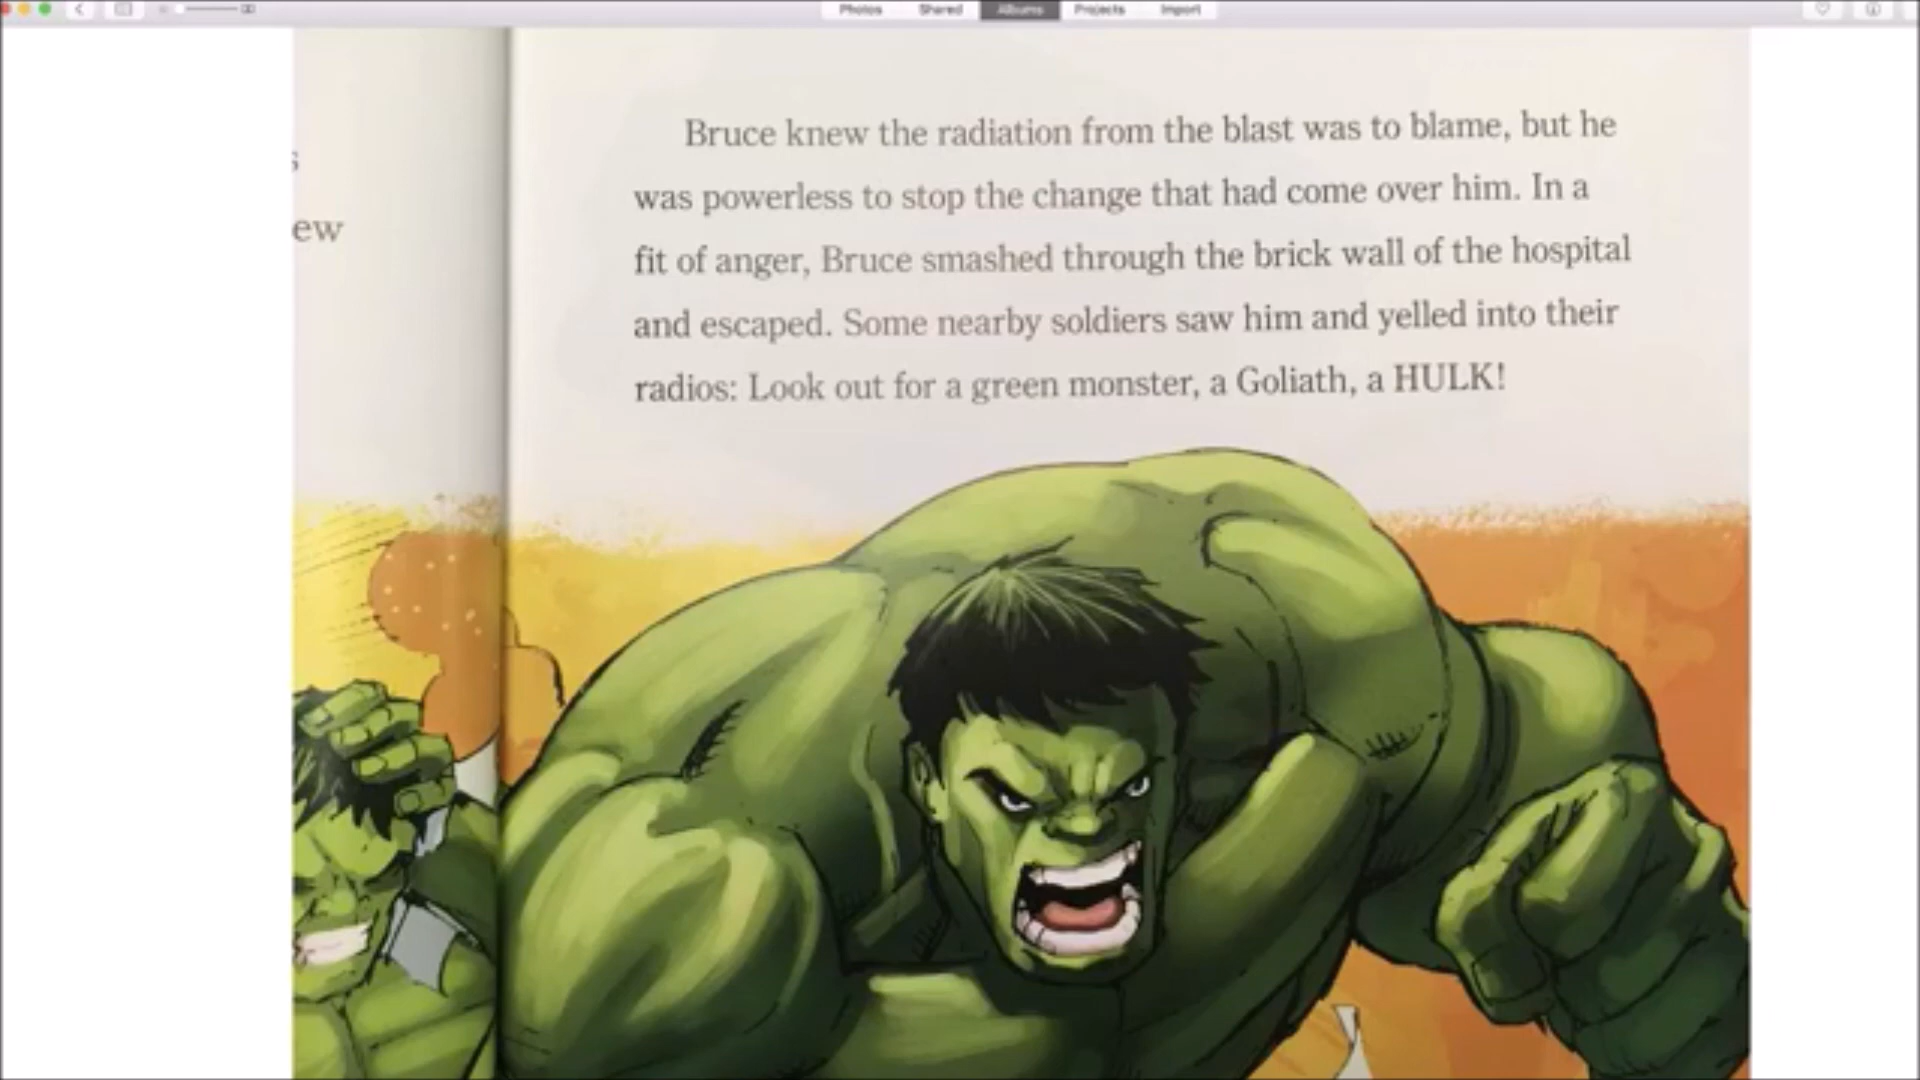 Photos Shared Albums Projects Import
s
ew
Bruce knew the radiation from the blast was to blame, but he
was powerless to stop the change that had come over him. In a
fit of anger, Bruce smashed through the brick wall of the hospital
and escaped. Some nearby soldiers saw him and yelled into their
radios: Look out for a green monster, a Goliath, a HULK!